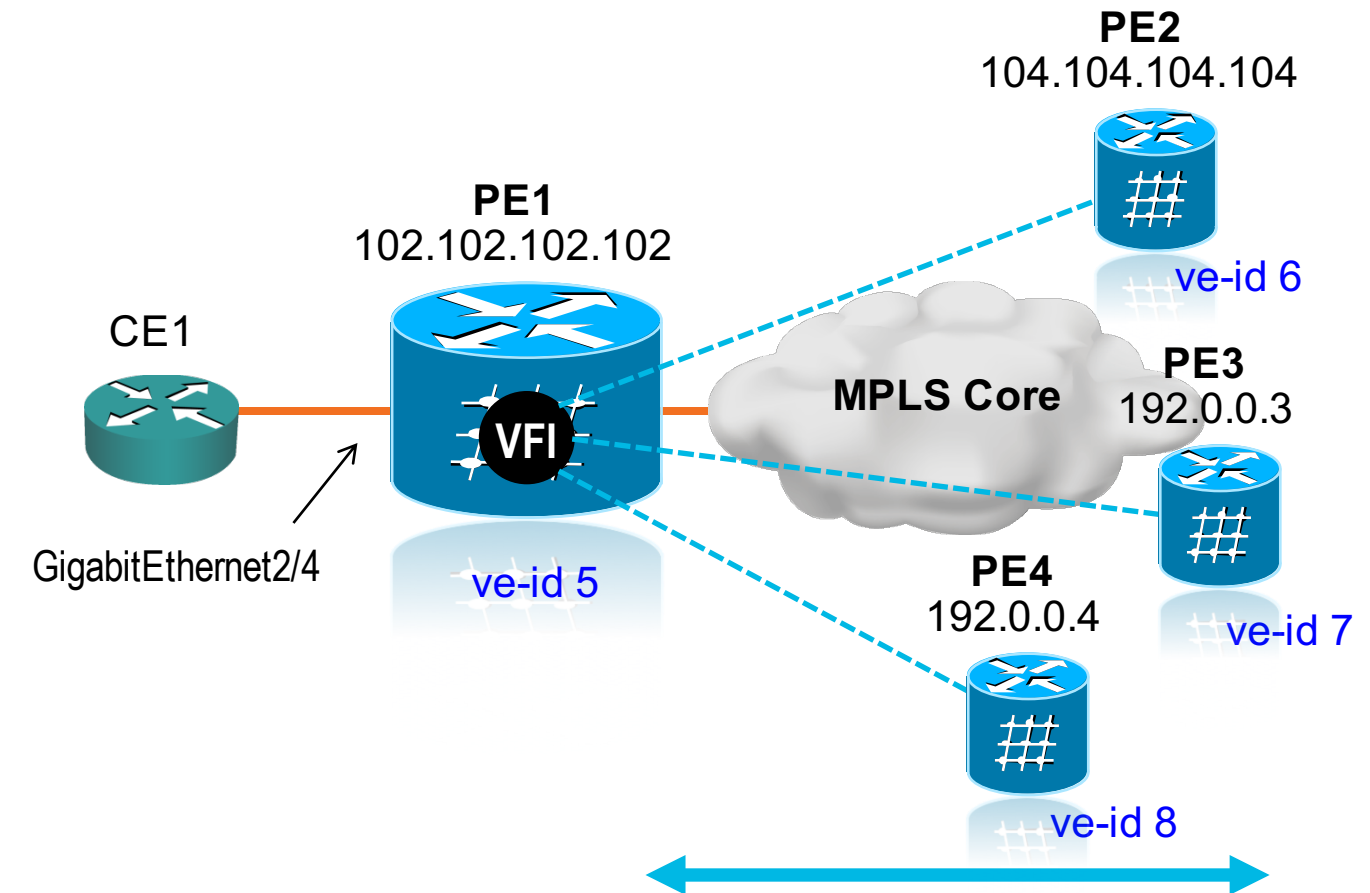 PE2
104.104.104.104
ve-id 6
PE1
102.102.102.102
CE1
MPLS Core
PE3
192.0.0.3
VFI
GigabitEthernet2/4
ve-id 5
PE4
192.0.0.4
ve-id 7
ve-id 8